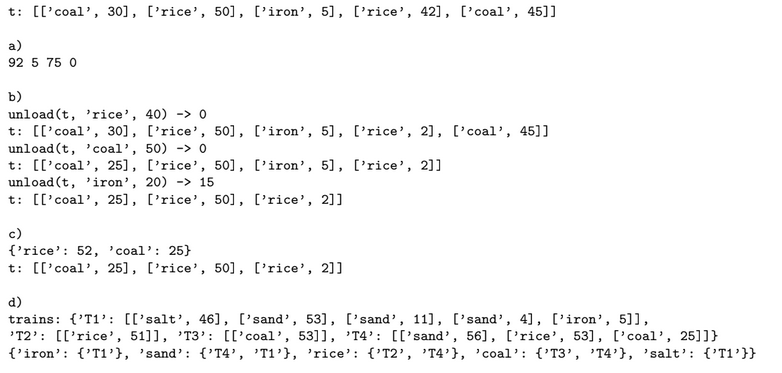 t: [['coal', 30], ['rice', 50], ['iron', 5], ['rice', 42], ['coal', 45]]
a)
92 5 75 0
b)
unload(t, 'rice', 40) -> 0
t: [['coal', 30], ['rice', 50], ['iron', 5], ['rice', 2], ['coal', 45]]
unload(t, 'coal', 50) -> 0
t: [['coal', 25], ['rice', 50], ['iron', 5], ['rice', 2]]
unload(t, 'iron', 20) -> 15
t: [['coal', 25], ['rice', 50], ['rice', 2]]
c)
{'rice': 52, 'coal': 25}
t: [['coal', 25], ['rice', 50], ['rice', 2]]
d)
trains: {'T1': [['salt', 46], ['sand', 53], ['sand', 11], ['sand', 4], ['iron', 5]],
'T2': [['rice', 51]], 'T3': [['coal', 53]], 'T4': [['sand', 56], ['rice', 53], ['coal', 25]]}
{'iron': {'T1'}, 'sand': {'T4', 'T1'}, 'rice': {'T2', 'T4'}, 'coal': {'T3', 'T4'}, 'salt': {'T1'}}